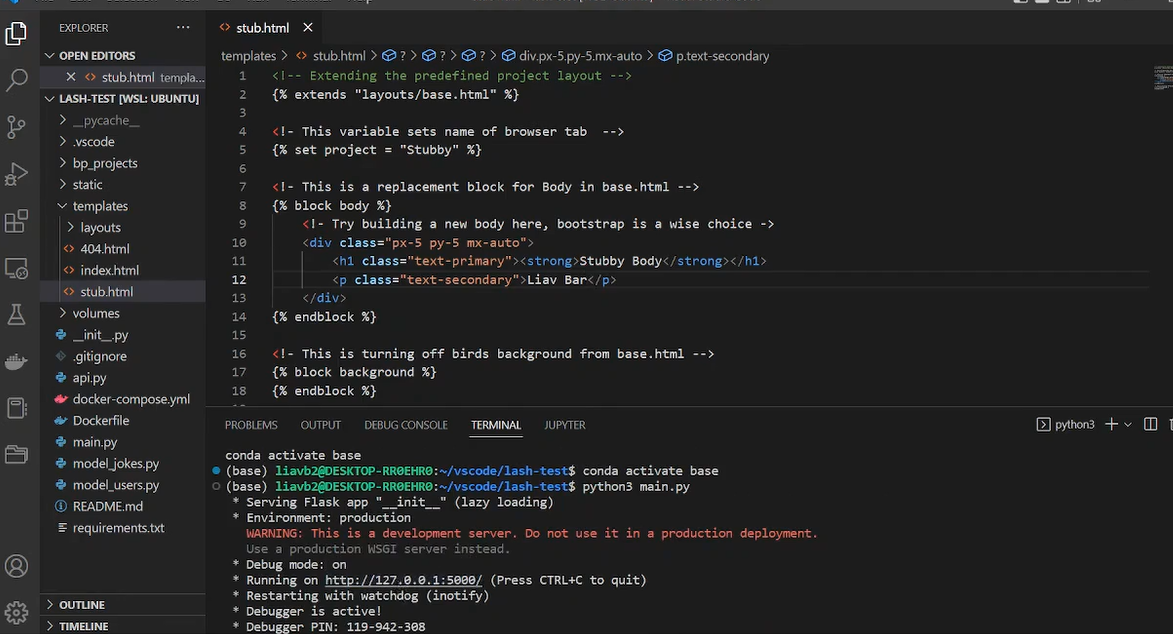 EXPLORER
...
OPEN EDITORS
stub.html templa...
LASH-TEST [WSL: UBUNTU]
__pycache__
.vscode
bp_projects
static
templates
layouts
404.html
index.html
stub.html
volumes
__init__.py
.gitignore
api.py
docker-compose.yml
Dockerfile
main.py
model_jokes.py
model_users.py
README.md
requirements.txt
OUTLINE
TIMELINE
stub.html
templates > stub.html > ? > ? > ? > div.px-5.py-5.mx-auto > p.text-secondary
1 <!-- Extending the predefined project layout -->
2 {% extends "layouts/base.html" %}
3
4 <!- This variable sets name of browser tab  -->
5 {% set project = "Stubby" %}
6
7 <!- This is a replacement block for Body in base.html -->
8 {% block body %}
9     <!- Try building a new body here, bootstrap is a wise choice ->
10     <div class="px-5 py-5 mx-auto">
11         <h1 class="text-primary"><strong>Stubby Body</strong></h1>
12         <p class="text-secondary">Liav Bar</p>
13     </div>
14 {% endblock %}
15
16 <!- This is turning off birds background from base.html -->
17 {% block background %}
18 {% endblock %}
PROBLEMS OUTPUT DEBUG CONSOLE TERMINAL JUPYTER
python3
conda activate base
(base) liavb2@DESKTOP-RR0EHR0:~/vscode/lash-test$ conda activate base
(base) liavb2@DESKTOP-RR0EHR0:~/vscode/lash-test$ python3 main.py
* Serving Flask app "__init__" (lazy loading)
* Environment: production
WARNING: This is a development server. Do not use it in a production deployment.
Use a production WSGI server instead.
* Debug mode: on
* Running on http://127.0.0.1:5000/ (Press CTRL+C to quit)
* Restarting with watchdog (inotify)
* Debugger is active!
* Debugger PIN: 119-942-308